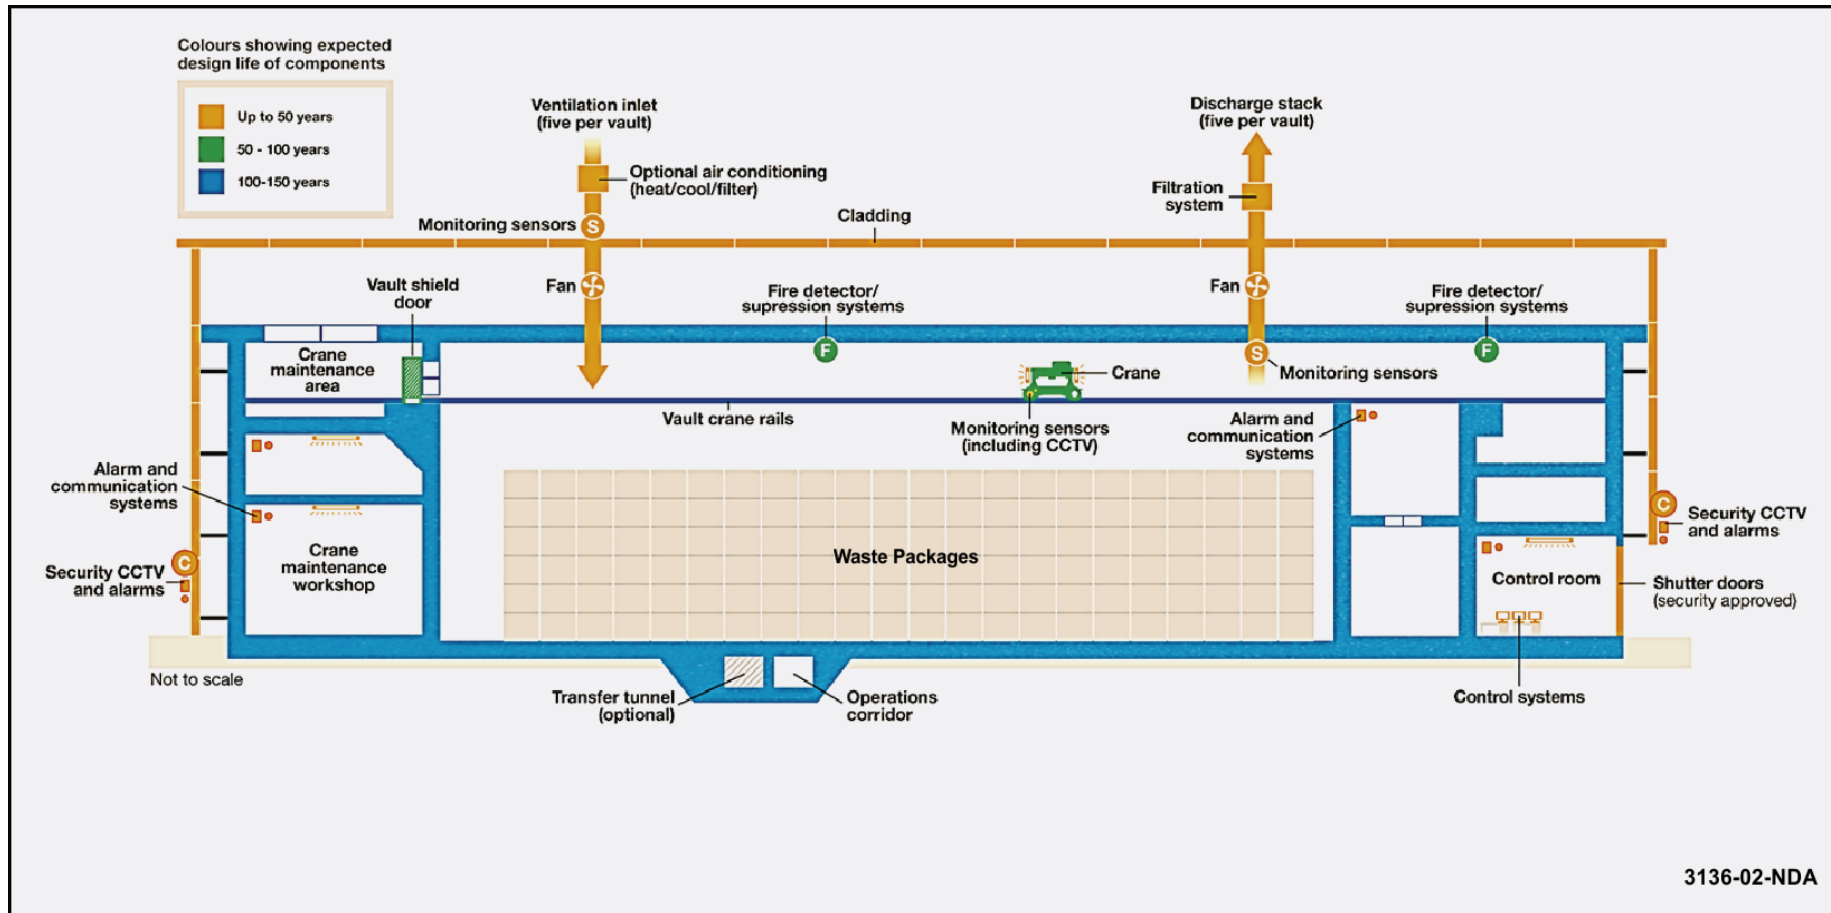 Colours showing expected
design life of components
Up to 50 years
50 - 100 years
100-150 years
Ventilation inlet
(five per vault)
Optional air conditioning
(heat/cool/filter)
Monitoring sensors
S
Fan
Discharge stack
(five per vault)
Filtration
system
Cladding
Fan
S
Monitoring sensors
Vault shield
door
Fire detector/
supression systems
F
Fire detector/
supression systems
F
Crane
maintenance
area
Crane
Vault crane rails
Monitoring sensors
(including CCTV)
Alarm and
communication
systems
Alarm and
communication
systems
C
Security CCTV
and alarms
Crane
maintenance
workshop
Waste Packages
C
Security CCTV
and alarms
Control room
Shutter doors
(security approved)
Not to scale
Transfer tunnel
(optional)
Operations
corridor
Control systems
3136-02-NDA